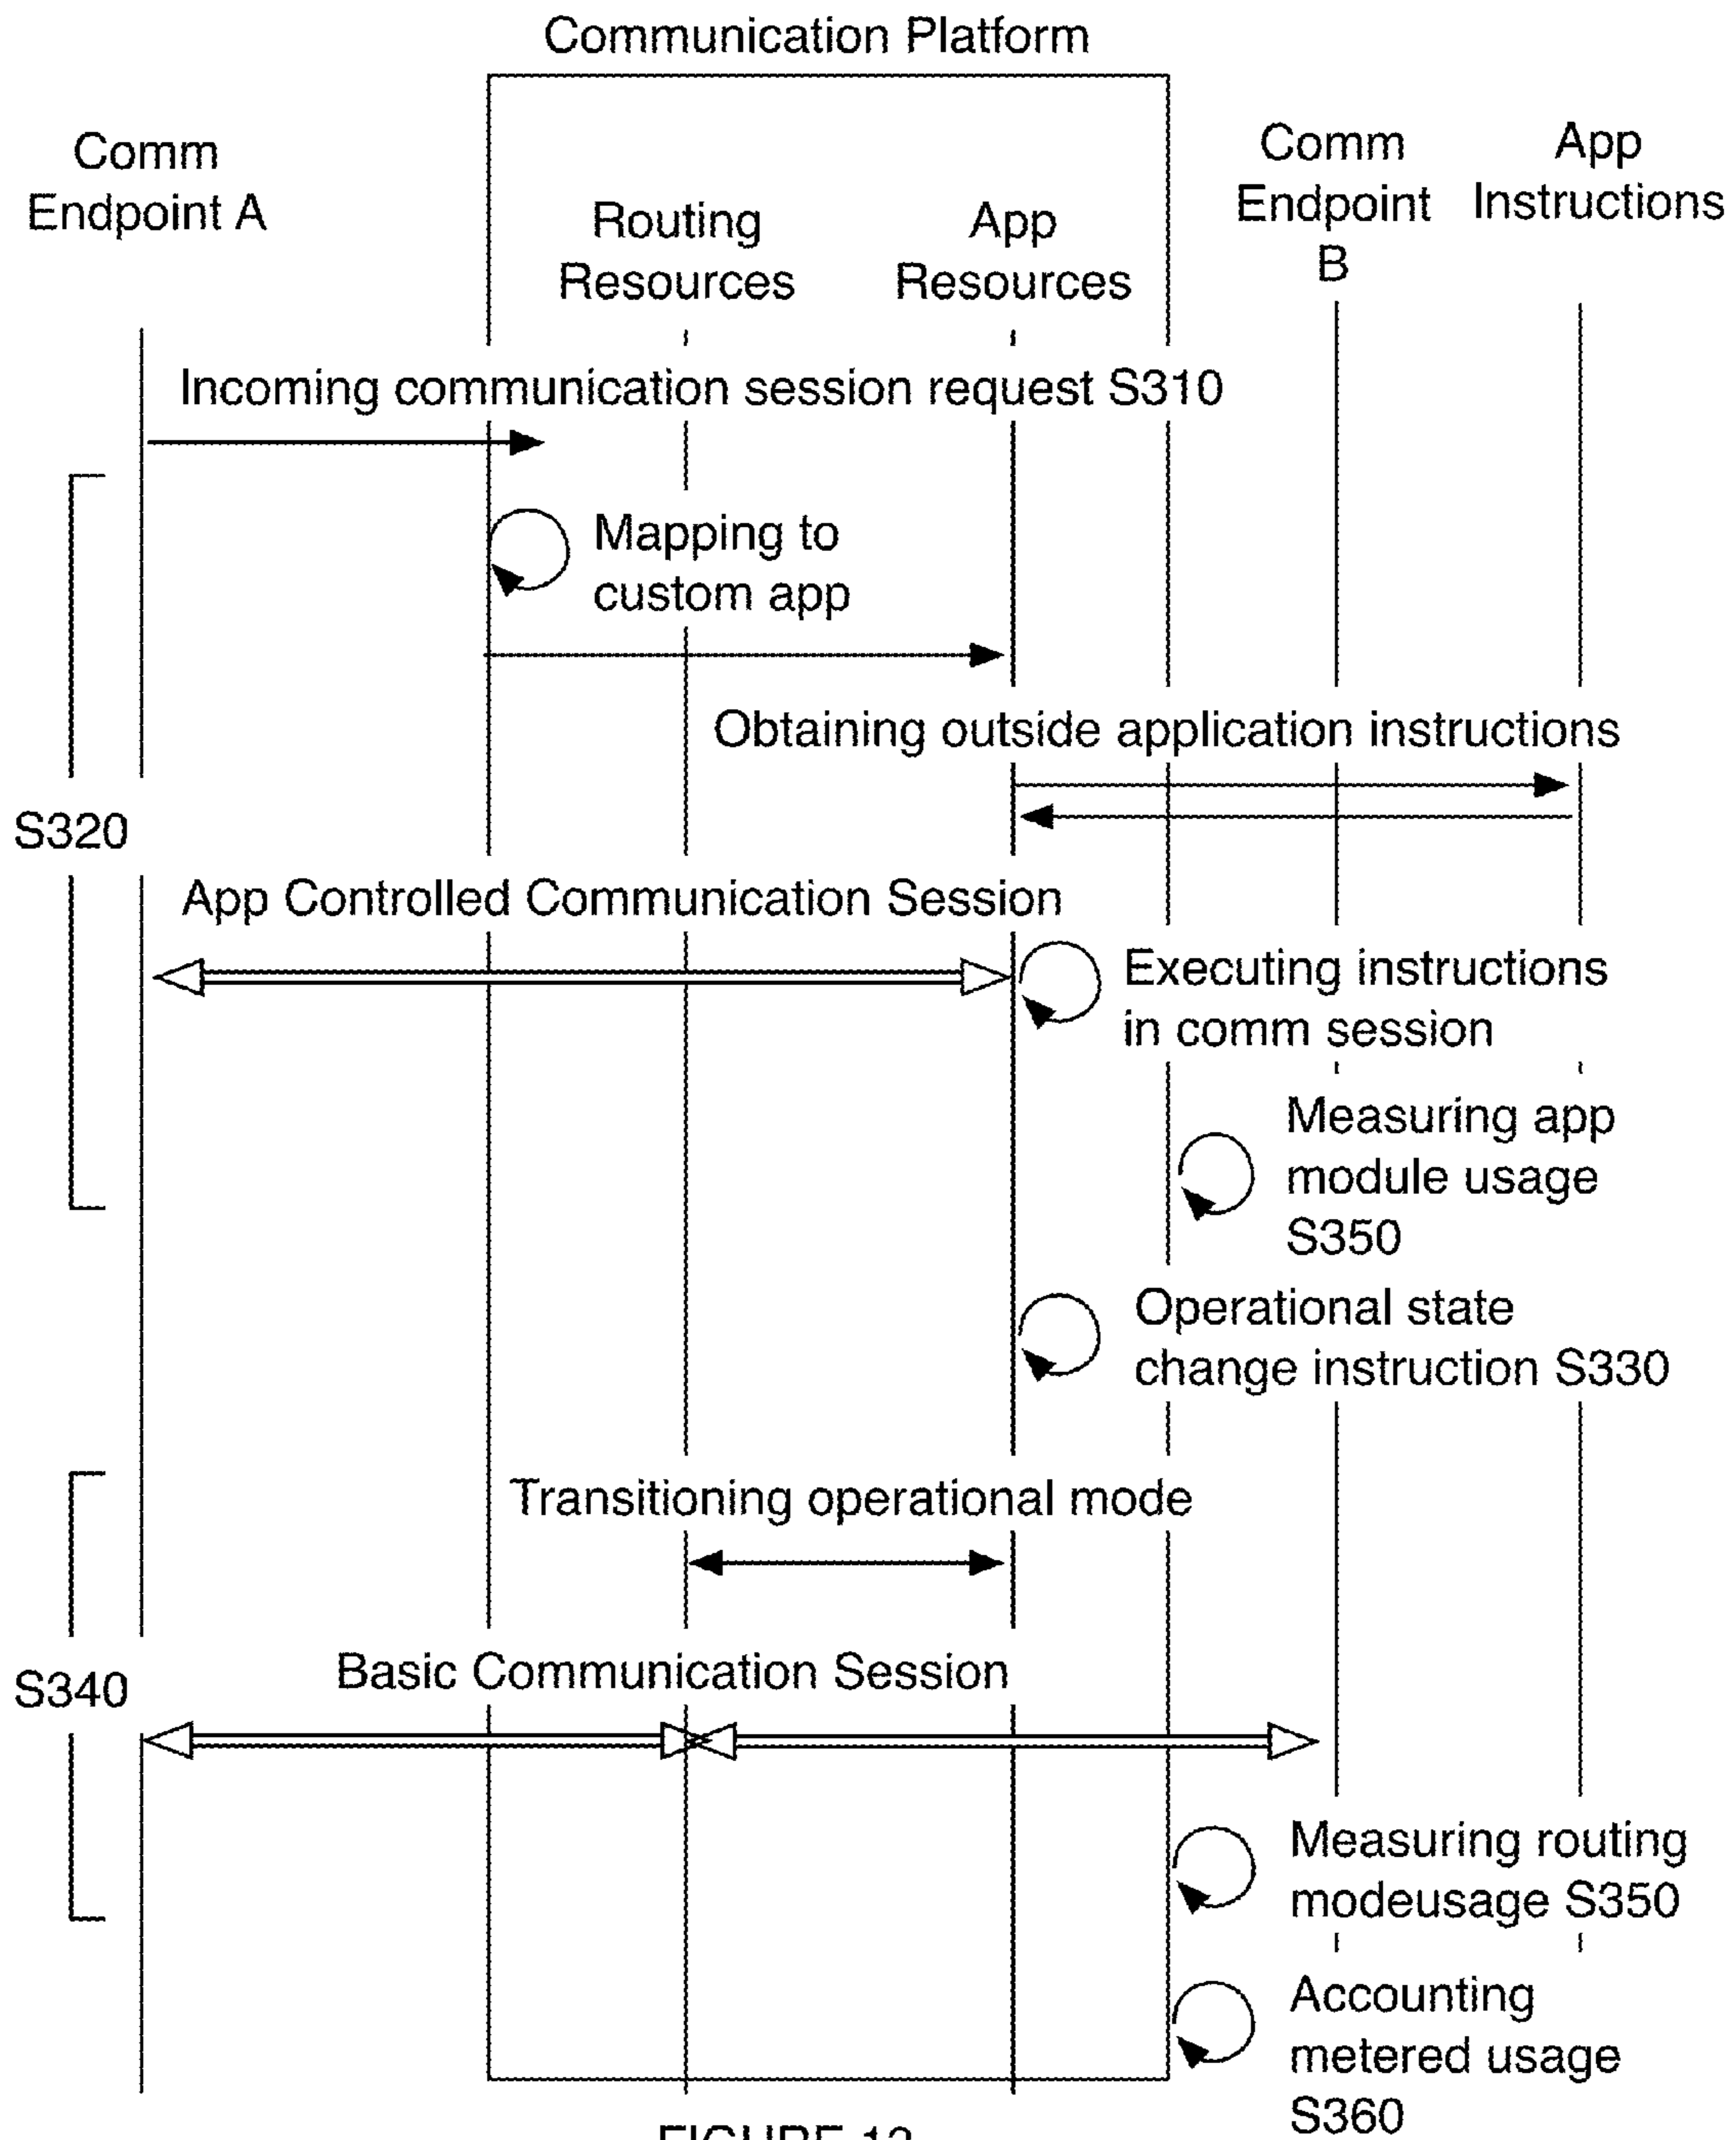 Communication Platform
Comm
Endpoint A
Routing
Resources
App
Resources
Comm
Endpoint
B
App
Instructions
Incoming communication session request S310
Mapping to
custom app
Obtaining outside application instructions
S320
App Controlled Communication Session
Executing instructions
in comm session
Measuring app
module usage
S350
Operational state
change instruction S330
Transitioning operational mode
S340
Basic Communication Session
Measuring routing
modeusage S350
Accounting
metered usage
S360